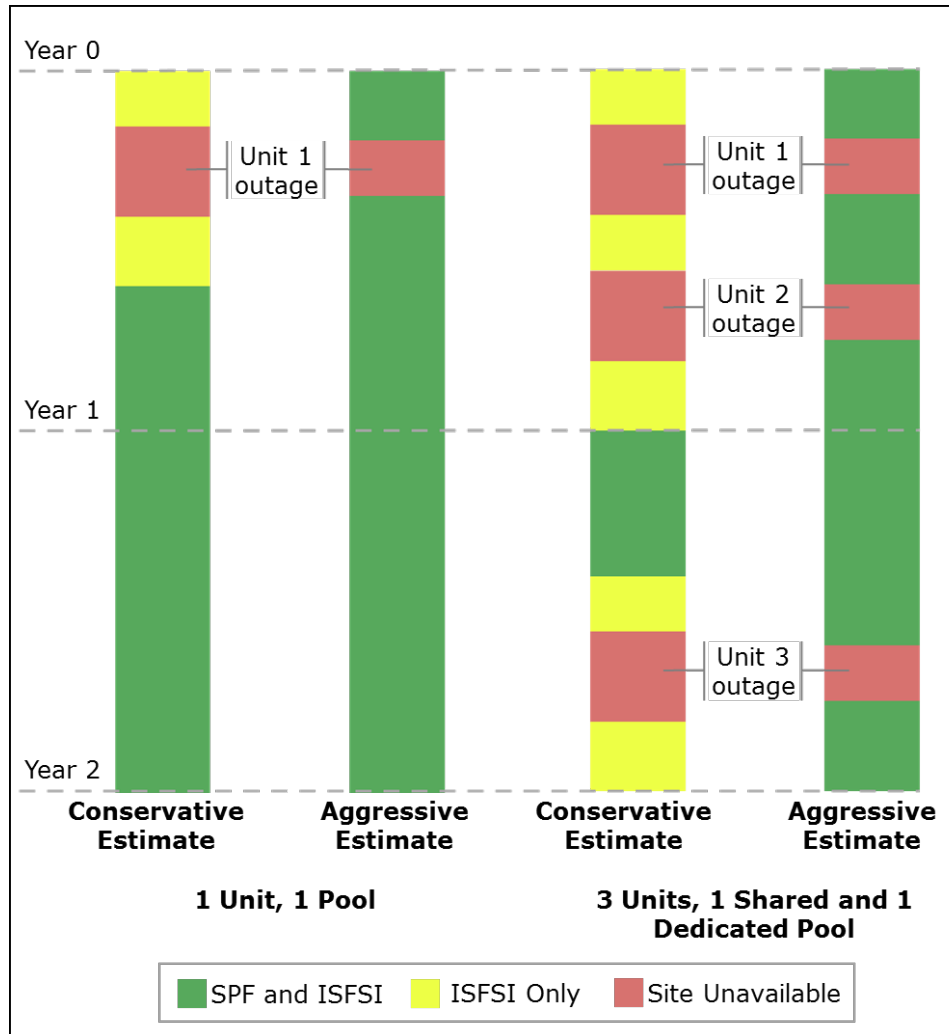 Year 0
Unit 1
outage
Unit 1
outage
Unit 2
outage
Year 1
Unit 3
outage
Year 2
Conservative
Estimate
Aggressive
Estimate
Conservative
Estimate
Aggressive
Estimate
1 Unit, 1 Pool
3 Units, 1 Shared and 1
Dedicated Pool
SPF and ISFSI
ISFSI Only
Site Unavailable